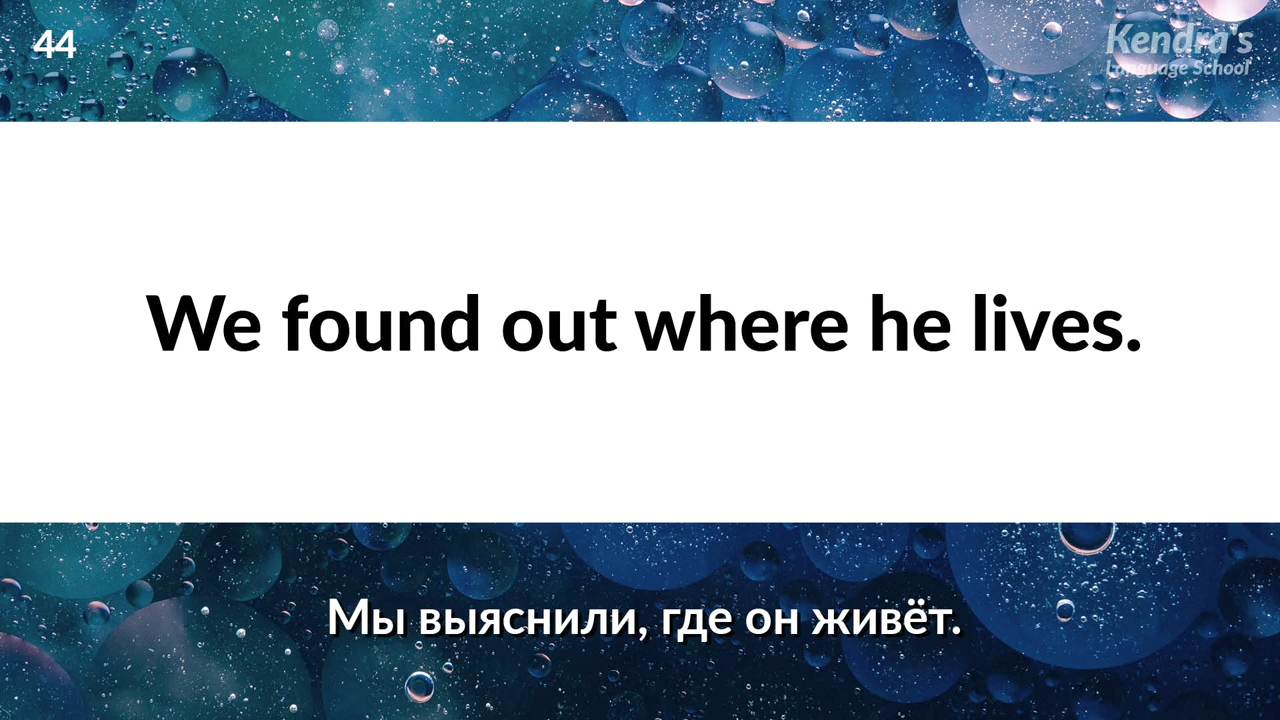 44
Kendra's
Language School
We found out where he lives.
Мы выяснили, где он живёт.